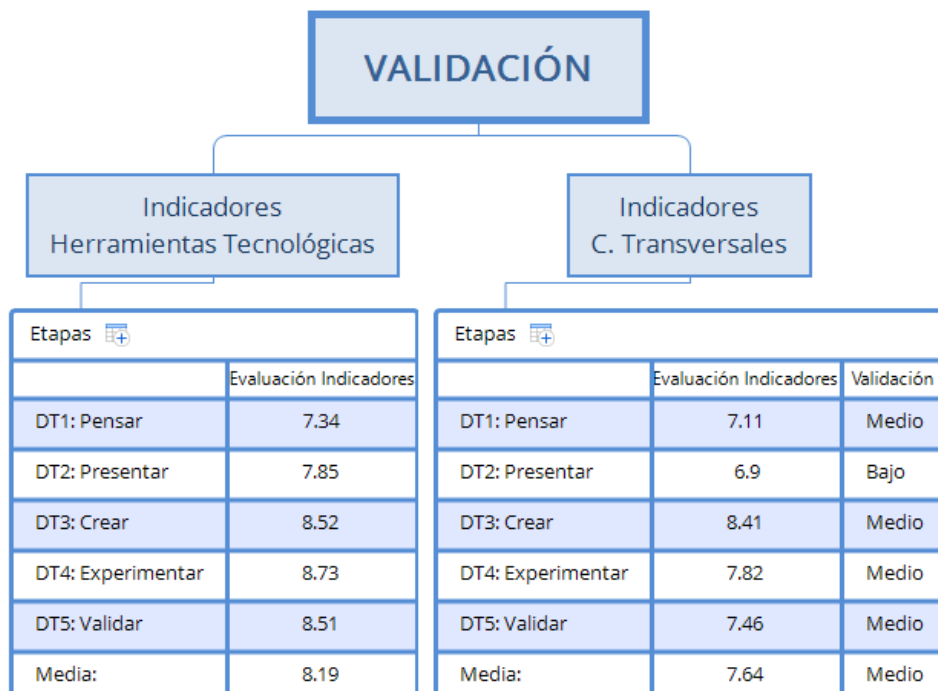 VALIDACIÓN
Indicadores
Herramientas Tecnológicas
Indicadores
C. Transversales
Etapas
Evaluación Indicadores
DT1: Pensar 7.34
DT2: Presentar 7.85
DT3: Crear 8.52
DT4: Experimentar 8.73
DT5: Validar 8.51
Media: 8.19
Etapas
Evaluación Indicadores Validación
DT1: Pensar 7.11 Medio
DT2: Presentar 6.9 Bajo
DT3: Crear 8.41 Medio
DT4: Experimentar 7.82 Medio
DT5: Validar 7.46 Medio
Media: 7.64 Medio